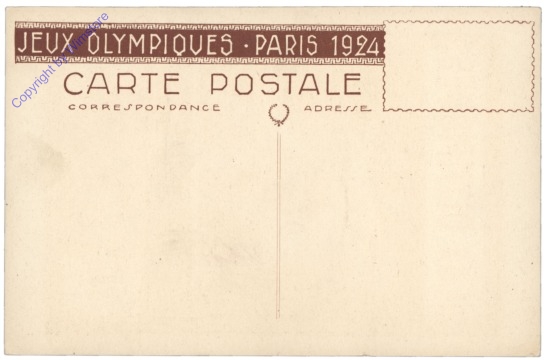 JEUX OLYMPIQUES · PARIS 1924
CARTE POSTALE
CORRESPONDANCE ADRESSE